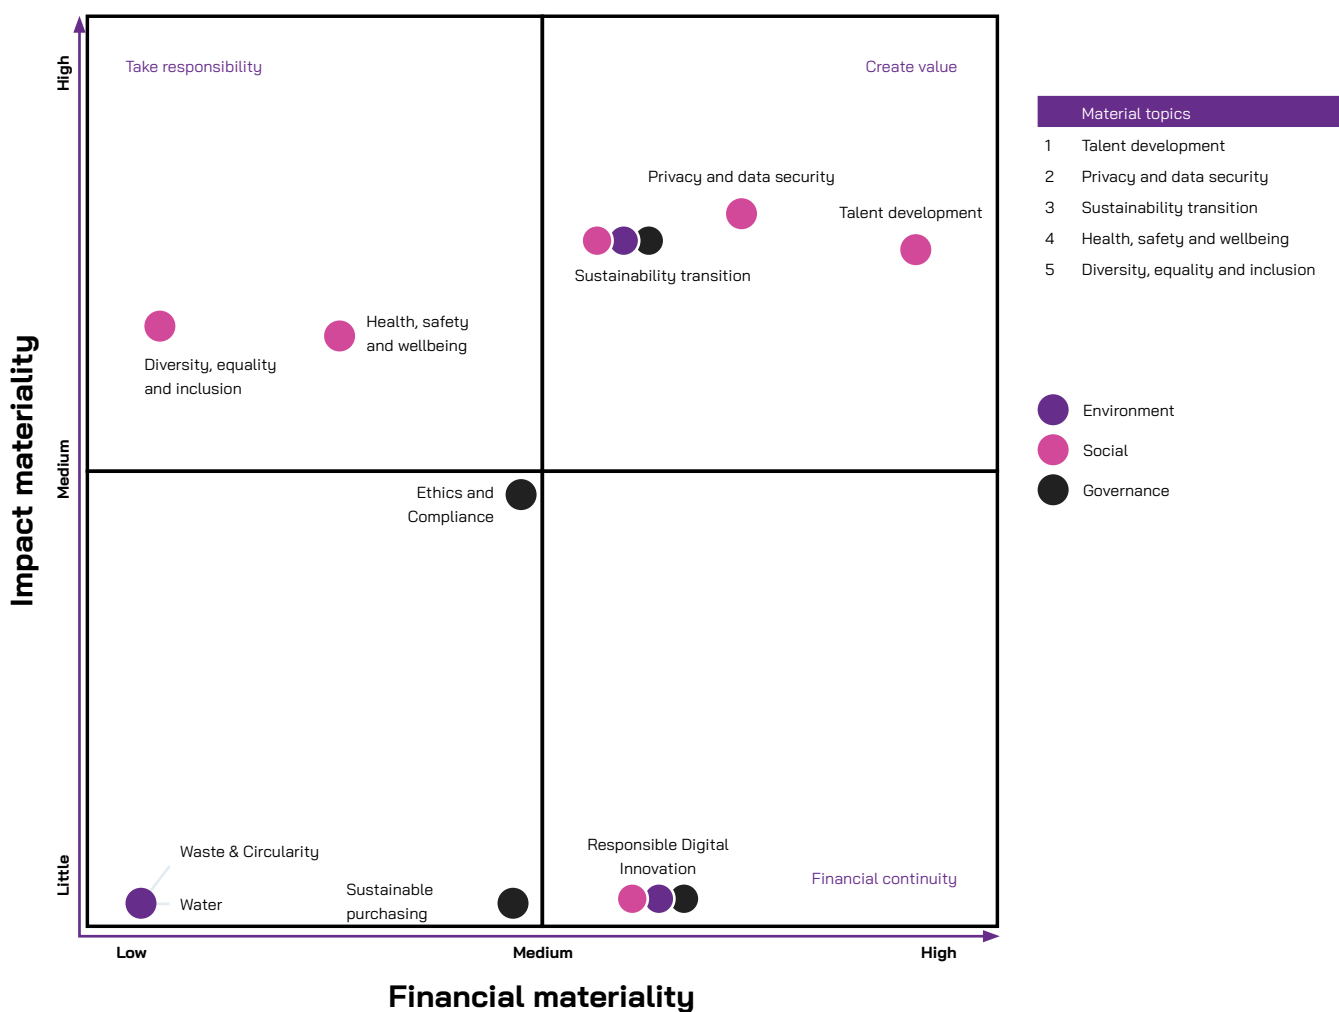 High
Take responsibility
Create value
Material topics
1 Talent development
2 Privacy and data security
3 Sustainability transition
4 Health, safety and wellbeing
5 Diversity, equality and inclusion
Privacy and data security
Talent development
Sustainability transition
Health, safety
and wellbeing
Diversity, equality
and inclusion
Impact materiality
Medium
Environment
Social
Governance
Ethics and
Compliance
Little
Waste & Circularity
Water
Sustainable
purchasing
Responsible Digital
Innovation
Financial continuity
Low
Medium
High
Financial materiality